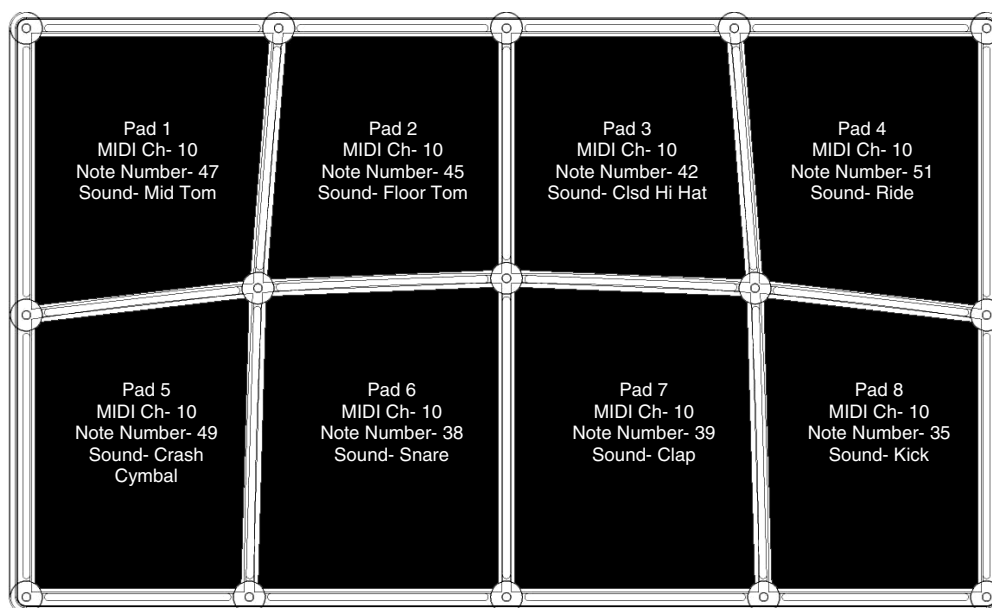 Pad 1
MIDI Ch- 10
Note Number- 47
Sound- Mid Tom
Pad 2
MIDI Ch- 10
Note Number- 45
Sound- Floor Tom
Pad 3
MIDI Ch- 10
Note Number- 42
Sound- Clsd Hi Hat
Pad 4
MIDI Ch- 10
Note Number- 51
Sound- Ride
Pad 5
MIDI Ch- 10
Note Number- 49
Sound- Crash
Cymbal
Pad 6
MIDI Ch- 10
Note Number- 38
Sound- Snare
Pad 7
MIDI Ch- 10
Note Number- 39
Sound- Clap
Pad 8
MIDI Ch- 10
Note Number- 35
Sound- Kick